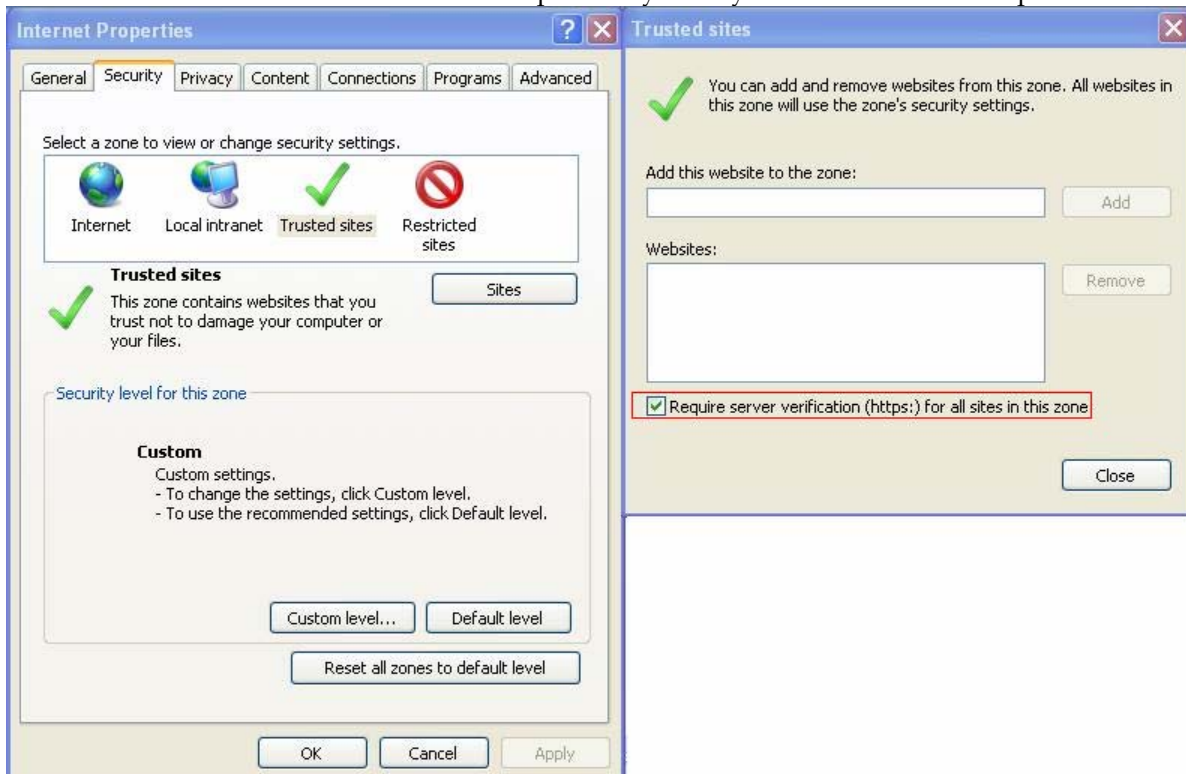 Internet Properties
General Security Privacy Content Connections Programs Advanced
Select a zone to view or change security settings.
Internet
Local intranet
Trusted sites
Restricted
sites
Trusted sites
This zone contains websites that you
trust not to damage your computer or
your files.
Sites
Security level for this zone
Custom
Custom settings.
- To change the settings, click Custom level.
- To use the recommended settings, click Default level.
Custom level...
Default level
Reset all zones to default level
OK
Cancel
Apply
Trusted sites
You can add and remove websites from this zone. All websites in
this zone will use the zone's security settings.
Add this website to the zone:
Add
Websites:
Remove
Require server verification (https:) for all sites in this zone
Close